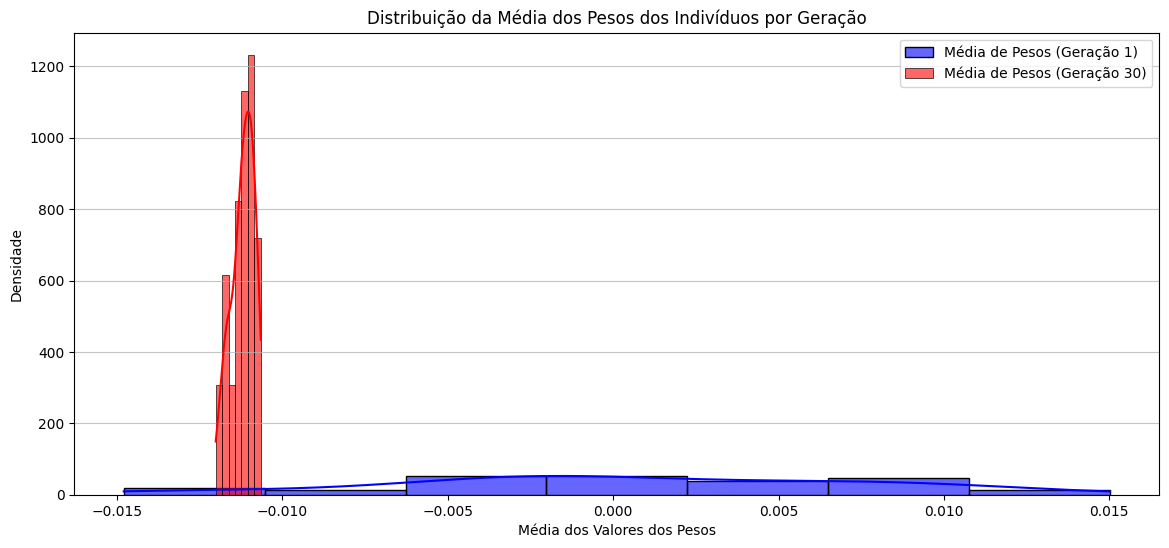 Distribuição da Média dos Pesos dos Indivíduos por Geração
Média de Pesos (Geração 1)
Média de Pesos (Geração 30)
Densidade
1200
1000
800
600
400
200
0
−0.015
−0.010
−0.005
0.000
0.005
0.010
0.015
Média dos Valores dos Pesos